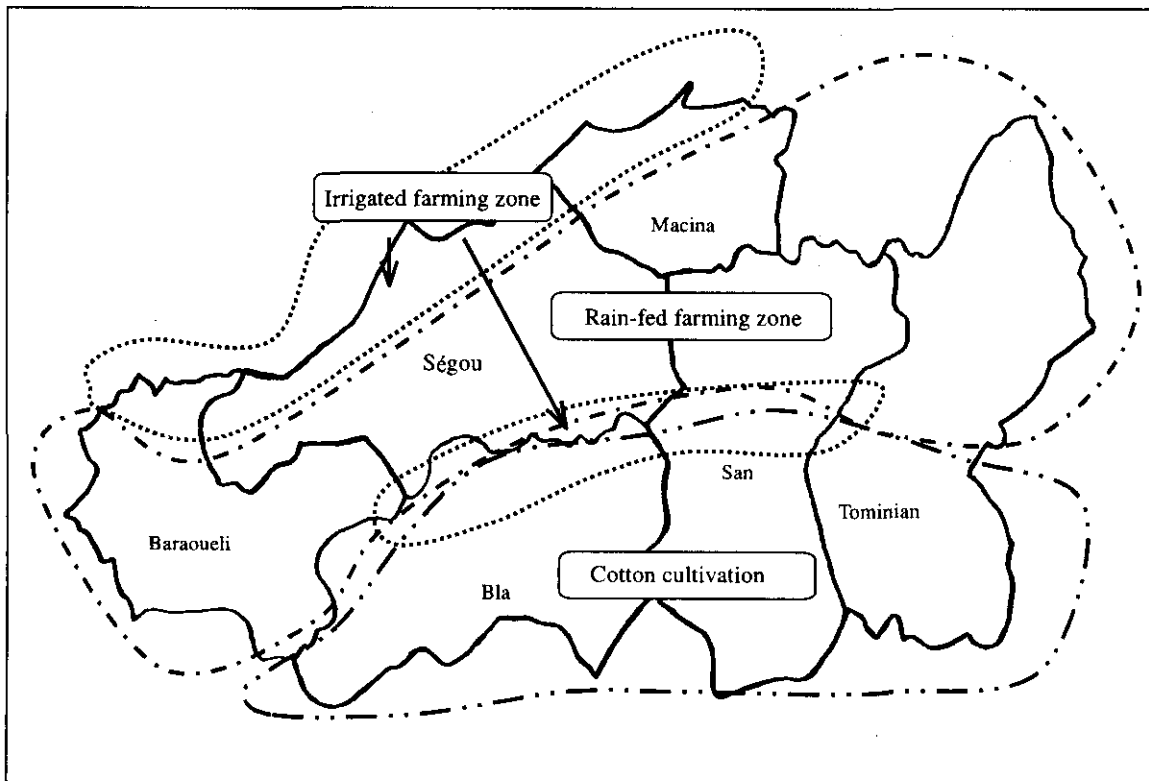 Irrigated farming zone
Macina
Rain-fed farming zone
Ségou
San
Tominian
Baraoueli
Cotton cultivation
Bla